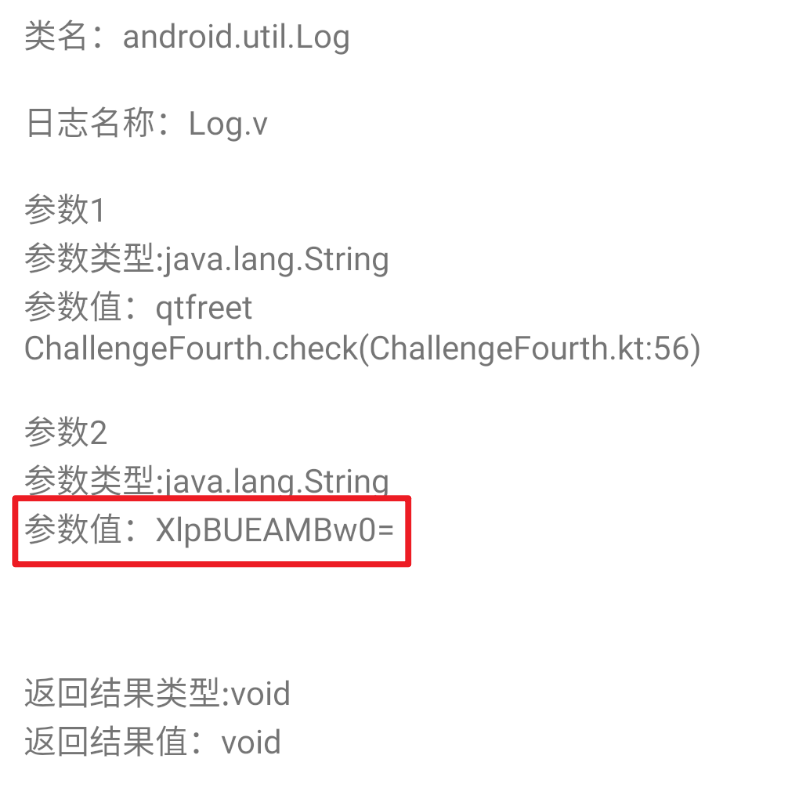 类名：android.util.Log
日志名称：Log.v
参数1
参数类型:java.lang.String
参数值：qtfreet
ChallengeFourth.check(ChallengeFourth.kt:56)
参数2
参数类型:java.lang.String
参数值：XlpBUEAMBw0=
返回结果类型:void
返回结果值：void